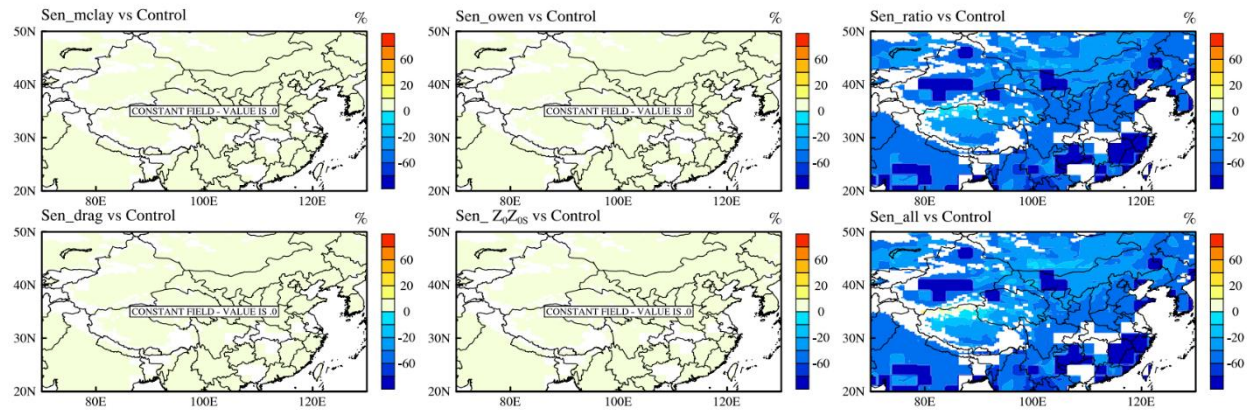 Sen_mclay vs Control %
50N
40N
30N
20N
80E 100E 120E
60
20
0
-20
-60
CONSTANT FIELD - VALUE IS .0
Sen_owen vs Control %
50N
40N
30N
20N
80E 100E 120E
60
20
0
-20
-60
CONSTANT FIELD - VALUE IS .0
Sen_ratio vs Control %
50N
40N
30N
20N
80E 100E 120E
60
20
0
-20
-60
Sen_drag vs Control %
50N
40N
30N
20N
80E 100E 120E
60
20
0
-20
-60
CONSTANT FIELD - VALUE IS .0
Sen_ Z₀Z₀S vs Control %
50N
40N
30N
20N
80E 100E 120E
60
20
0
-20
-60
CONSTANT FIELD - VALUE IS .0
Sen_all vs Control %
50N
40N
30N
20N
80E 100E 120E
60
20
0
-20
-60